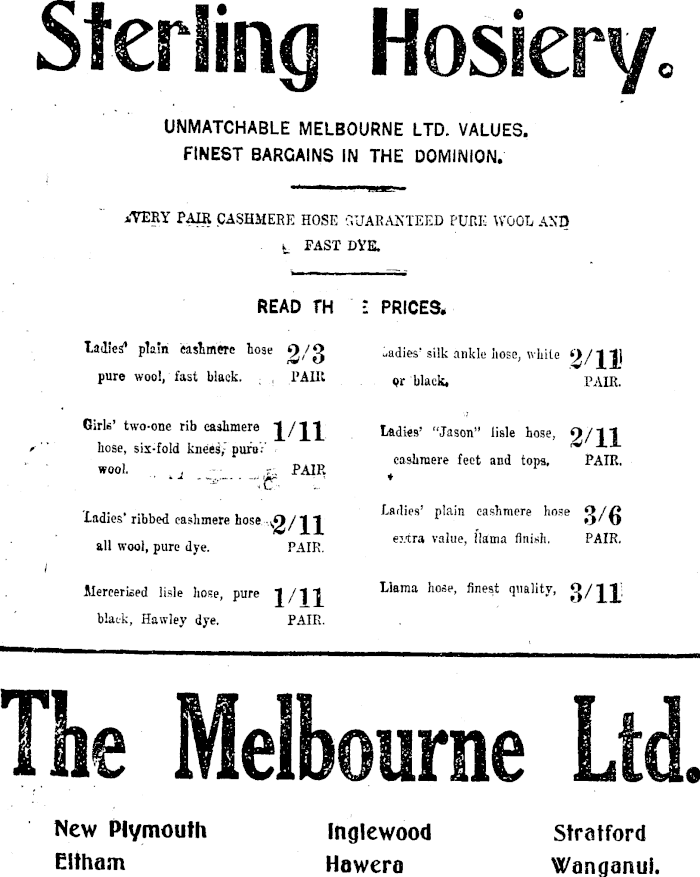 Sterling Hosiery.
UNMATCHABLE MELBOURNE LTD. VALUES.
FINEST BARGAINS IN THE DOMINION.
VERY PAIR CASHMERE HOSE GUARANTEED PURE WOOL AND
FAST DYE.
READ TH E PRICES.
Ladies' plain cashmere hose 2/3
pure wool, fast black. PAIR
Girls' two-one rib cashmere 1/11
hose, six-fold knees, pure
wool. PAIR
Ladies' ribbed cashmere hose 2/11
all wool, pure dye. PAIR.
Mercerised lisle hose, pure 1/11
black, Hawley dye. PAIR.
Ladies' silk ankle hose, white 2/11
or black. PAIR.
Ladies' "Jason" lisle hose, 2/11
cashmere feet and tops. PAIR.
Ladies' plain cashmere hose 3/6
extra value, llama finish. PAIR.
Llama hose, finest quality, 3/11
The Melbourne Ltd.
New Plymouth Inglewood Stratford
Eltham Hawera Wanganui.